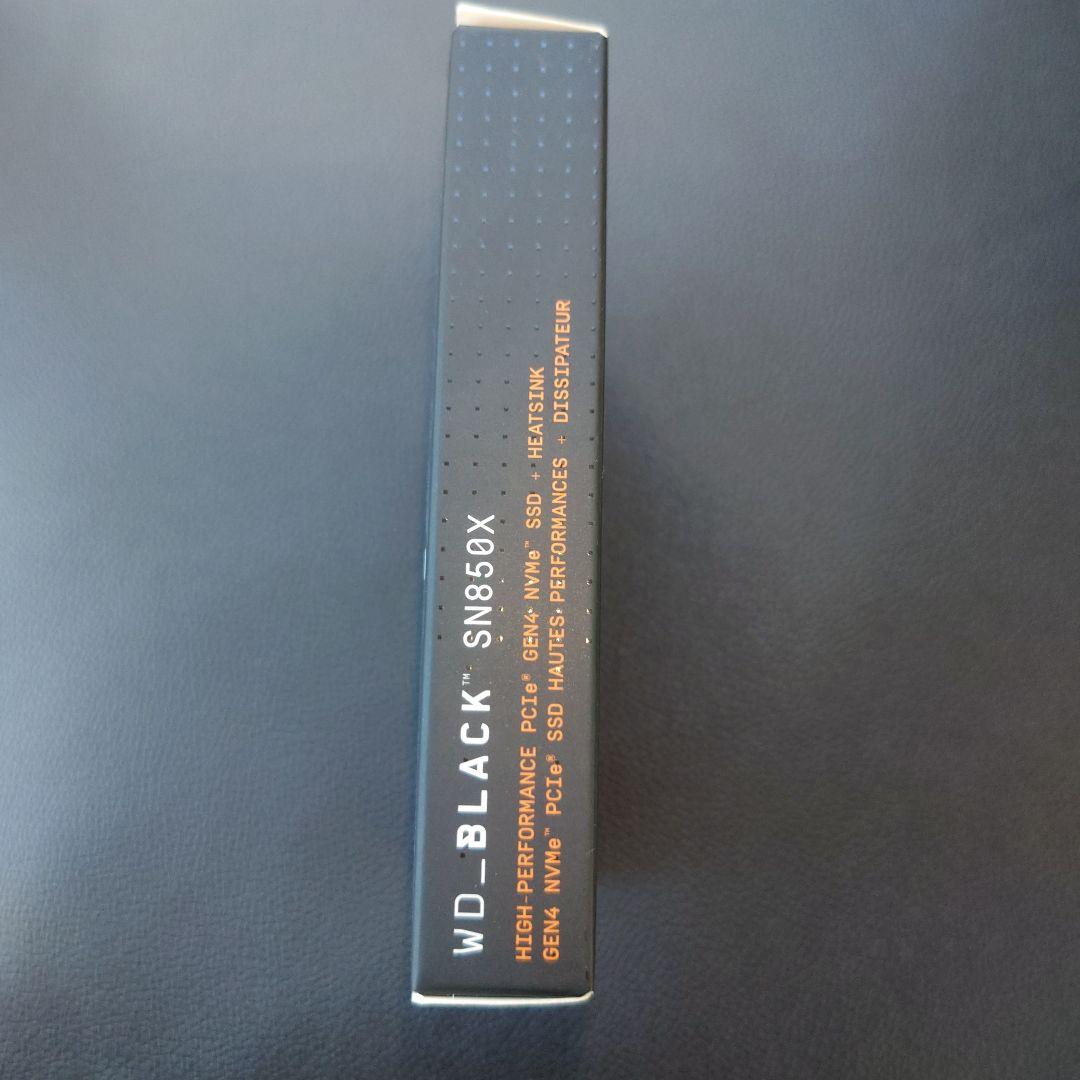 WD_BLACK™ SN850X
HIGH-PERFORMANCE PCIe® GEN4 NVMe™ SSD + HEATSINK
GEN4 NVMe™ PCIe® SSD HAUTES PERFORMANCES + DISSIPATEUR